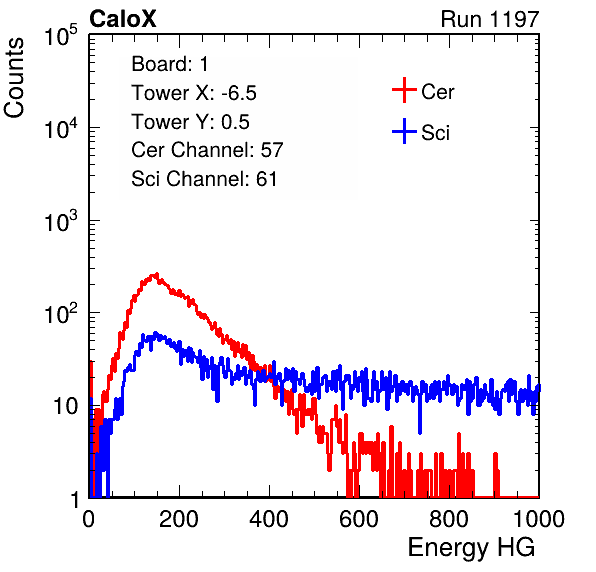 CaloX Run 1197
Counts
Board: 1
Tower X: -6.5
Tower Y: 0.5
Cer Channel: 57
Sci Channel: 61
Cer
Sci
10^5
10^4
10^3
10^2
10
1
0 200 400 600 800 1000
Energy HG